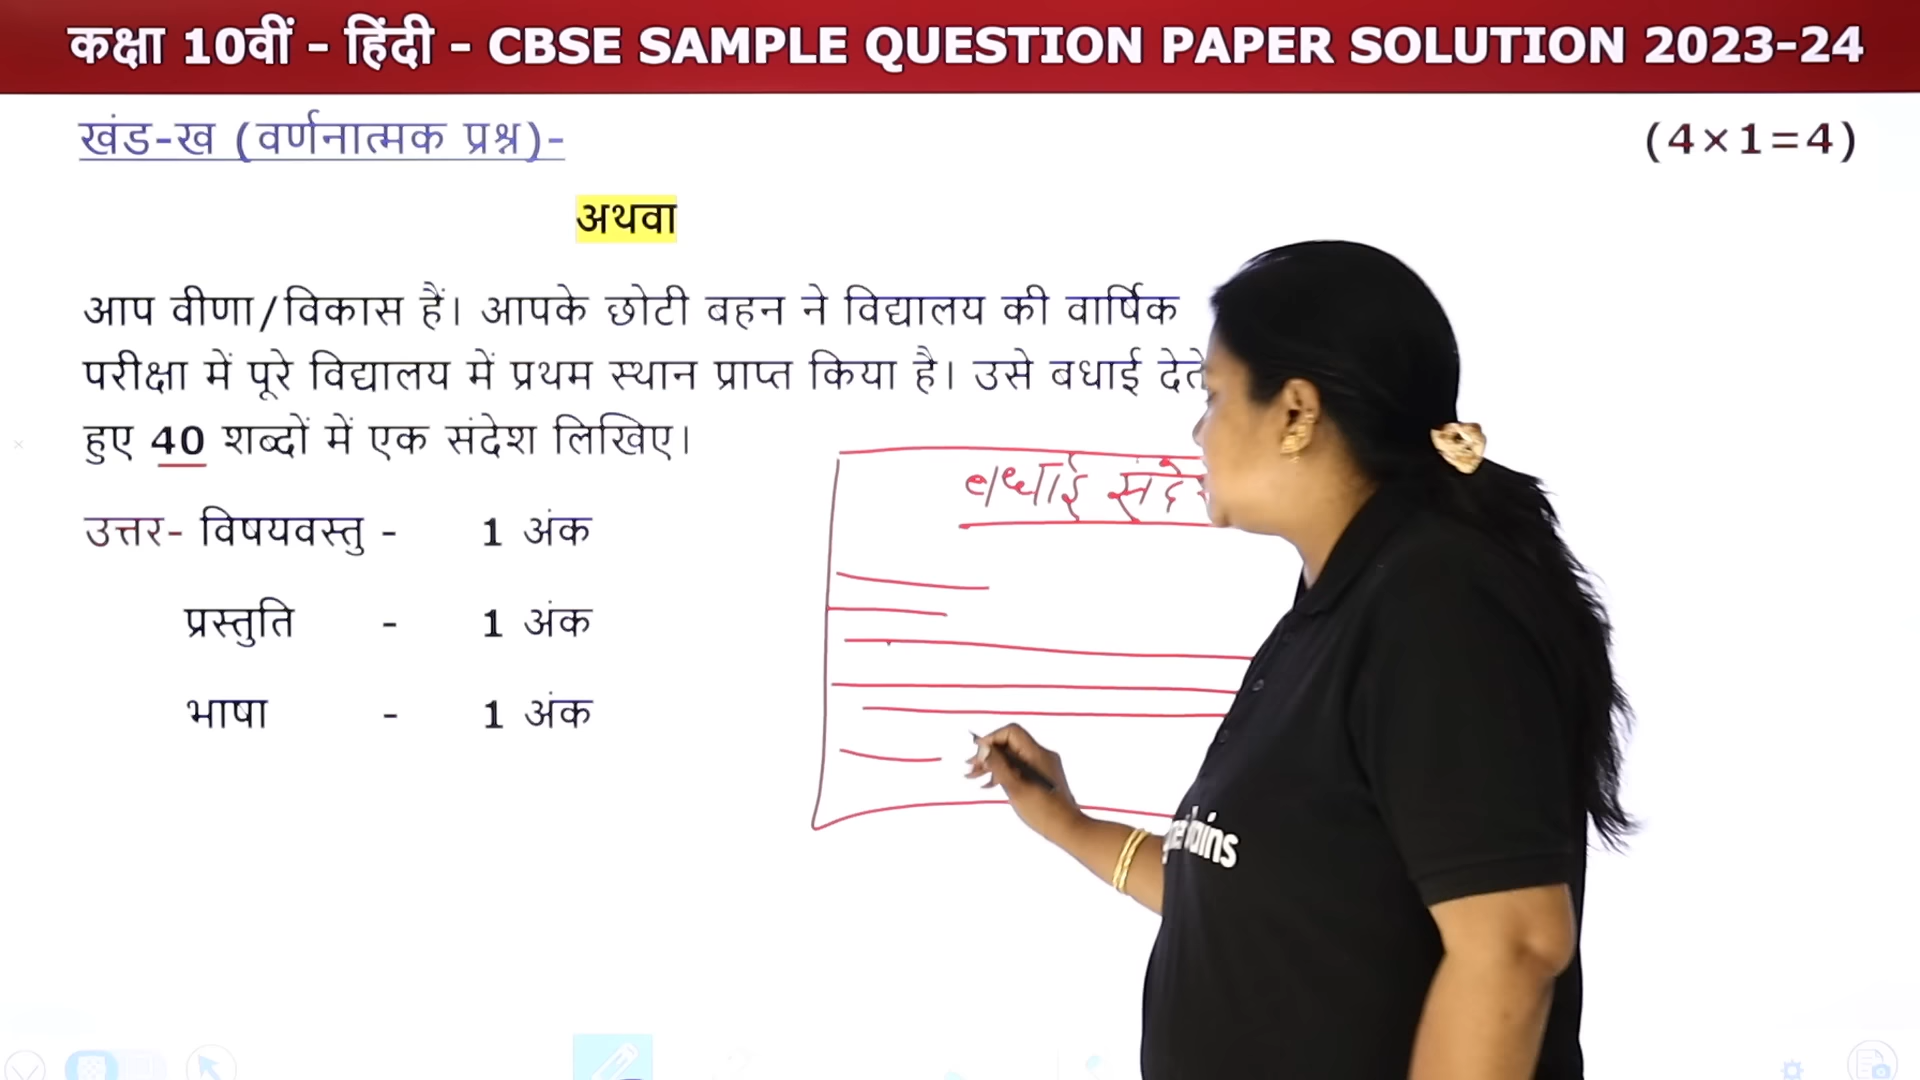 कक्षा 10वीं - हिंदी - CBSE SAMPLE QUESTION PAPER SOLUTION 2023-24
खंड-ख (वर्णनात्मक प्रश्न)- (4×1=4)
अथवा
आप वीणा/विकास हैं। आपके छोटी बहन ने विद्यालय की वार्षिक
परीक्षा में पूरे विद्यालय में प्रथम स्थान प्राप्त किया है। उसे बधाई देते
हुए 40 शब्दों में एक संदेश लिखिए।
बधाई
उत्तर- विषयवस्तु - 1 अंक
प्रस्तुति - 1 अंक
भाषा - 1 अंक